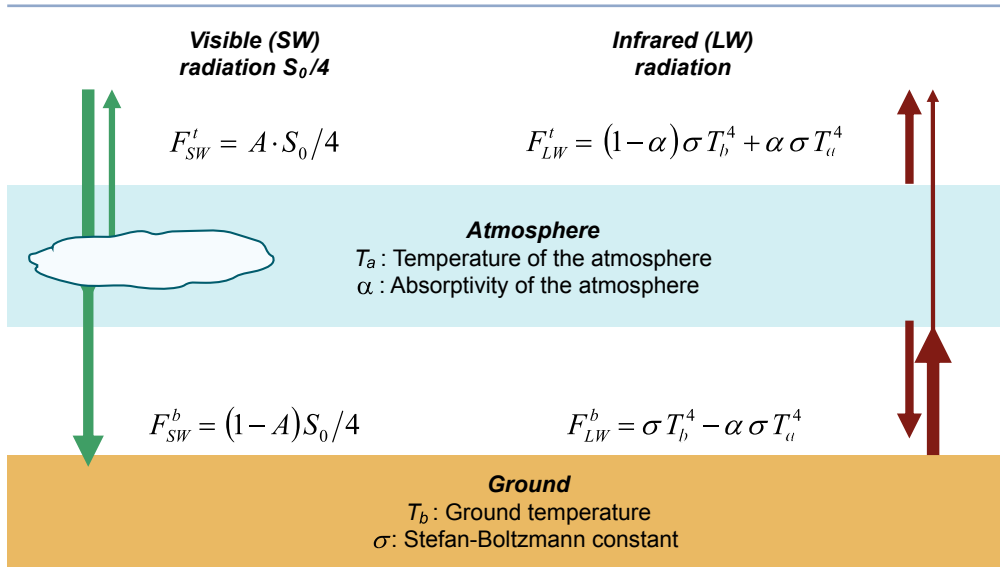 Visible (SW)
radiation S₀/4
Infrared (LW)
radiation
F^t_SW = A · S₀/4
F^t_LW = (1−α) σ T_b^4 + α σ T_a^4
Atmosphere
T_a : Temperature of the atmosphere
α : Absorptivity of the atmosphere
F^b_SW = (1 − A) S₀/4
F^b_LW = σ T_b^4 − α σ T_a^4
Ground
T_b : Ground temperature
σ: Stefan-Boltzmann constant